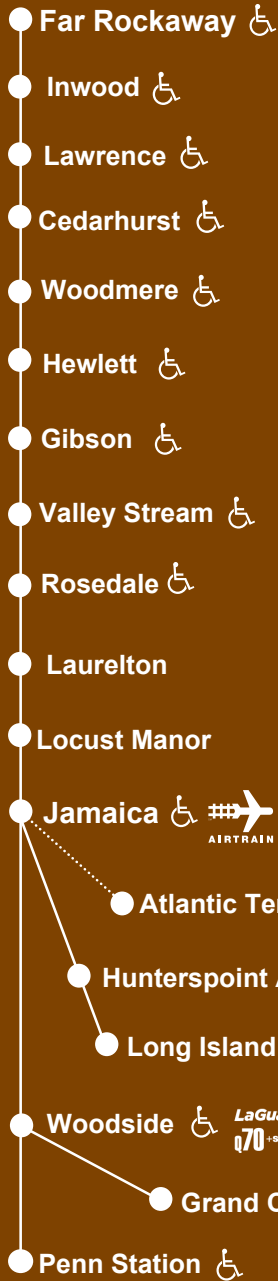 Far Rockaway
Inwood
Lawrence
Cedarhurst
Woodmere
Hewlett
Gibson
Valley Stream
Rosedale
Laurelton
Locust Manor
Jamaica
AIRTRAIN
Atlantic Te
Hunterspoint A
Long Island
Woodside
LaGua
Q70+s
Grand C
Penn Station